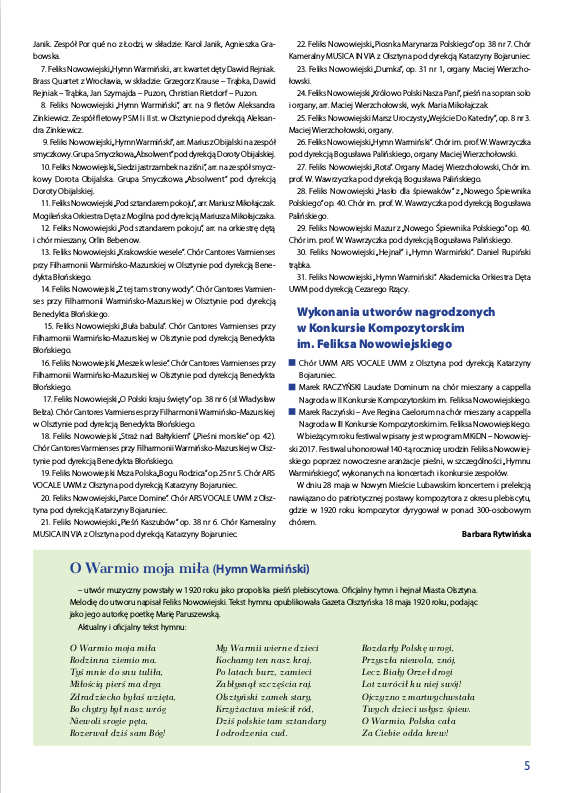 Janik. Zespół Por qué no z Łodzi, w składzie: Karol Janik, Agnieszka Gra-
bowska.
7. Feliks Nowowiejski „Hymn Warmiński, arr. kwartet dęty Dawid Rejniak.
Brass Quartet z Wrocławia, w składzie: Grzegorz Krause – Trąbka, Dawid
Rejniak – Trąbka, Jan Szymajda – Puzon, Christian Rietdorf – Puzon.
8. Feliks Nowowiejski „Hymn Warmiński”, arr. na 9 fletów Aleksandra
Zinkiewicz. Zespół fletowy PSM I i II st. w Olsztynie pod dyrekcją Aleksan-
dra Zinkiewicz.
9. Feliks Nowowiejski „Hymn Warmiński”, arr. Mariusz Obijalski na zespół
smyczkowy. Grupa Smyczkowa „Absolwent” pod dyrekcją Doroty Obijalskiej.
10. Feliks Nowowiejski „Siedzi jastrzambek na ziśni”, arr. na zespół smycz-
kowy Dorota Obijalska. Grupa Smyczkowa „Absolwent” pod dyrekcją
Doroty Obijalskiej.
11. Feliks Nowowiejski „Pod sztandarem pokoju”, arr. Mariusz Mikołajczak.
Mogileńska Orkiestra Dęta z Mogilna pod dyrekcją Mariusza Mikołajczaka.
12. Feliks Nowowiejski „Pod sztandarem pokoju”, arr. na orkiestrę dętą
i chór mieszany, Orlin Bebenow.
13. Feliks Nowowiejski „Krakowskie wesele”. Chór Cantores Varmienses
przy Filharmonii Warmińsko-Mazurskiej w Olsztynie pod dyrekcją Bene-
dykta Błońskiego.
14. Feliks Nowowiejski „Z tej tam strony wody”. Chór Cantores Varmien-
ses przy Filharmonii Warmińsko-Mazurskiej w Olsztynie pod dyrekcją
Benedykta Błońskiego.
15. Feliks Nowowiejski „Buła babula”. Chór Cantores Varmienses przy
Filharmonii Warmińsko-Mazurskiej w Olsztynie pod dyrekcją Benedykta
Błońskiego.
16. Feliks Nowowiejski „Meszek w lesie”. Chór Cantores Varmienses przy
Filharmonii Warmińsko-Mazurskiej w Olsztynie pod dyrekcją Benedykta
Błońskiego.
17. Feliks Nowowiejski „O Polski kraju święty” op. 38 nr 6 (sł. Władysław
Bełza). Chór Cantores Varmienses przy Filharmonii Warmińsko-Mazurskiej
w Olsztynie pod dyrekcją Benedykta Błońskiego.
18. Feliks Nowowiejski „Straż nad Bałtykiem” („Pieśni morskie” op. 42).
Chór Cantores Varmienses przy Filharmonii Warmińsko-Mazurskiej w Olsz-
tynie pod dyrekcją Benedykta Błońskiego.
19. Feliks Nowowiejski Msza Polska „Bogu Rodzica” op. 25 nr 5. Chór ARS
VOCALE UWM z Olsztyna pod dyrekcją Katarzyny Bojaruniec.
20. Feliks Nowowiejski „Parce Domine” Chór ARS VOCALE UWM z Olsz-
tyna pod dyrekcją Katarzyny Bojaruniec.
21. Feliks Nowowiejski „Pieśń Kaszubów” op. 38 nr 6. Chór Kameralny
MUSICA IN VIA z Olsztyna pod dyrekcją Katarzyny Bojaruniec.
22. Feliks Nowowiejski „Piosnka Marynarza Polskiego” op. 38 nr 7. Chór
Kameralny MUSICA IN VIA z Olsztyna pod dyrekcją Katarzyny Bojaruniec.
23. Feliks Nowowiejski „Dumka”, op. 31 nr 1, organy Maciej Wierzcho-
łowski.
24. Feliks Nowowiejski „Królowo Polski Nasza Pani”, pieśń na sopran solo
i organy, arr. Maciej Wierzchołowski, wyk. Maria Mikołajczak.
25. Feliks Nowowiejski Marsz Uroczysty „Wejście Do Katedry”, op. 8 nr 3.
Maciej Wierzchołowski, organy.
26. Feliks Nowowiejski „Hymn Warmiński”. Chór im. prof. W. Wawrzyczka
pod dyrekcją Bogusława Palińskiego, organy Maciej Wierzchołowski.
27. Feliks Nowowiejski „Rota”. Organy Maciej Wierzchołowski, Chór im.
prof. W. Wawrzyczka pod dyrekcją Bogusława Palińskiego.
28. Feliks Nowowiejski „Hasło dla śpiewaków” z „Nowego Śpiewnika
Polskiego” op. 40. Chór im. prof. W. Wawrzyczka pod dyrekcją Bogusława
Palińskiego.
29. Feliks Nowowiejski Mazur z „Nowego Śpiewnika Polskiego” op. 40.
Chór im. prof. W. Wawrzyczka pod dyrekcją Bogusława Palińskiego.
30. Feliks Nowowiejski „Hejnał” i „Hymn Warmiński”. Daniel Rupiński
trąbka.
31. Feliks Nowowiejski „Hymn Warmiński”. Akademicka Orkiestra Dęta
UWM pod dyrekcją Cezarego Rzący.
Wykonania utworów nagrodzonych
w Konkursie Kompozytorskim
im. Feliksa Nowowiejskiego
Chór UWM ARS VOCALE UWM z Olsztyna pod dyrekcją Katarzyny
Bojaruniec.
Marek RACZYŃSKI Laudate Dominum na chór mieszany a cappella
Nagroda w II Konkursie Kompozytorskim im. Feliksa Nowowiejskiego.
Marek Raczyński – Ave Regina Caelorum na chór mieszany a cappella
Nagroda w III Konkursie Kompozytorskim im. Feliksa Nowowiejskiego.
W bieżącym roku festiwal wpisany jest w program MKiDN – Nowowiej-
ski 2017. Festiwal uhonorował 140-tą rocznicę urodzin Feliksa Nowowiej-
skiego poprzez nowoczesne aranżacje pieśni, w szczególności „Hymnu
Warmińskiego”, wykonanych na koncertach i konkursie zespołów.
W dniu 28 maja w Nowym Mieście Lubawskim koncertem i prelekcją
nawiązano do patriotycznej postawy kompozytora z okresu plebiscytu,
gdzie w 1920 roku kompozytor dyrygował w ponad 300-osobowym
chórem.
Barbara Rytwińska
O Warmio moja miła (Hymn Warmiński)
– utwór muzyczny powstały w 1920 roku jako propolska pieśń plebiscytowa. Oficjalny hymn i hejnał Miasta Olsztyna.
Melodię do utworu napisał Feliks Nowowiejski. Tekst hymnu opublikowała Gazeta Olsztyńska 18 maja 1920 roku, podając
jako jego autorkę poetkę Marię Paruszewską.
Aktualny i oficjalny tekst hymnu:
O Warmio moja miła
Rodzinna ziemio ma,
Tyś mnie do snu tuliła,
Miłością pierś ma drga
Zdradziecko byłaś wzięta,
Bo chytry był nasz wróg
Niewoli srogie pęta,
Rozerwał dziś sam Bóg!
My Warmii wierne dzieci
Kochamy ten nasz kraj,
Po latach burz, zamieci
Zabłysnął szczęścia raj.
Olsztyński zamek stary,
Krzyżactwa mieścił ród,
Dziś polskie tam sztandary
I odrodzenia cud.
Rozdarły Polskę wrogi,
Przyszła niewola, znój,
Lecz Biały Orzeł drogi
Lot zwrócił ku niej swój!
Ojczyzno zmartwychwstała
Twych dzieci usłysz śpiew.
O Warmio, Polska cała
Za Ciebie odda krew!
5